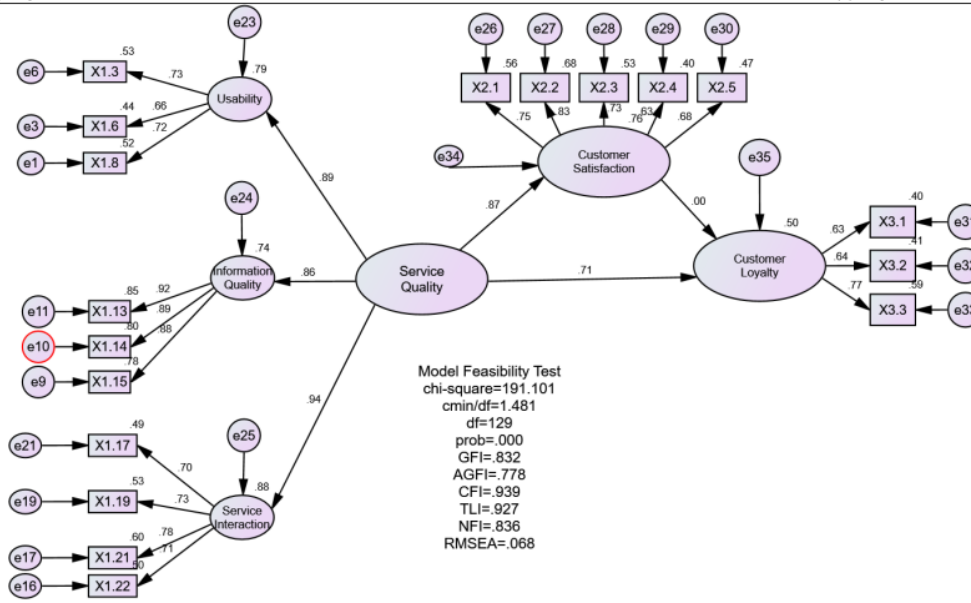 e23
.53
.79
e6
X1.3
.73
Usability
.44
.66
e3
X1.6
.72
.52
e1
X1.8
.89
e26
e27
e28
e29
e30
.56
.68
.53
.40
.47
X2.1
X2.2
X2.3
X2.4
X2.5
.75
.83
.73
.76
.63
.68
e34
Customer
Satisfaction
e35
.87
.00
.50
.40
X3.1
.63
.41
Customer
Loyalty
.64
X3.2
.77
.59
X3.3
e24
.74
Information
Quality
.86
Service
Quality
.71
.85
.92
e11
X1.13
.89
.80
.88
e10
X1.14
.78
e9
X1.15
.94
Model Feasibility Test
chi-square=191.101
cmin/df=1.481
df=129
prob=.000
GFI=.832
AGFI=.778
CFI=.939
TLI=.927
NFI=.836
RMSEA=.068
e25
.49
e21
X1.17
.70
.88
.53
e19
X1.19
.73
Service
Interaction
.60
.78
e17
X1.21
.71
e16
X1.22